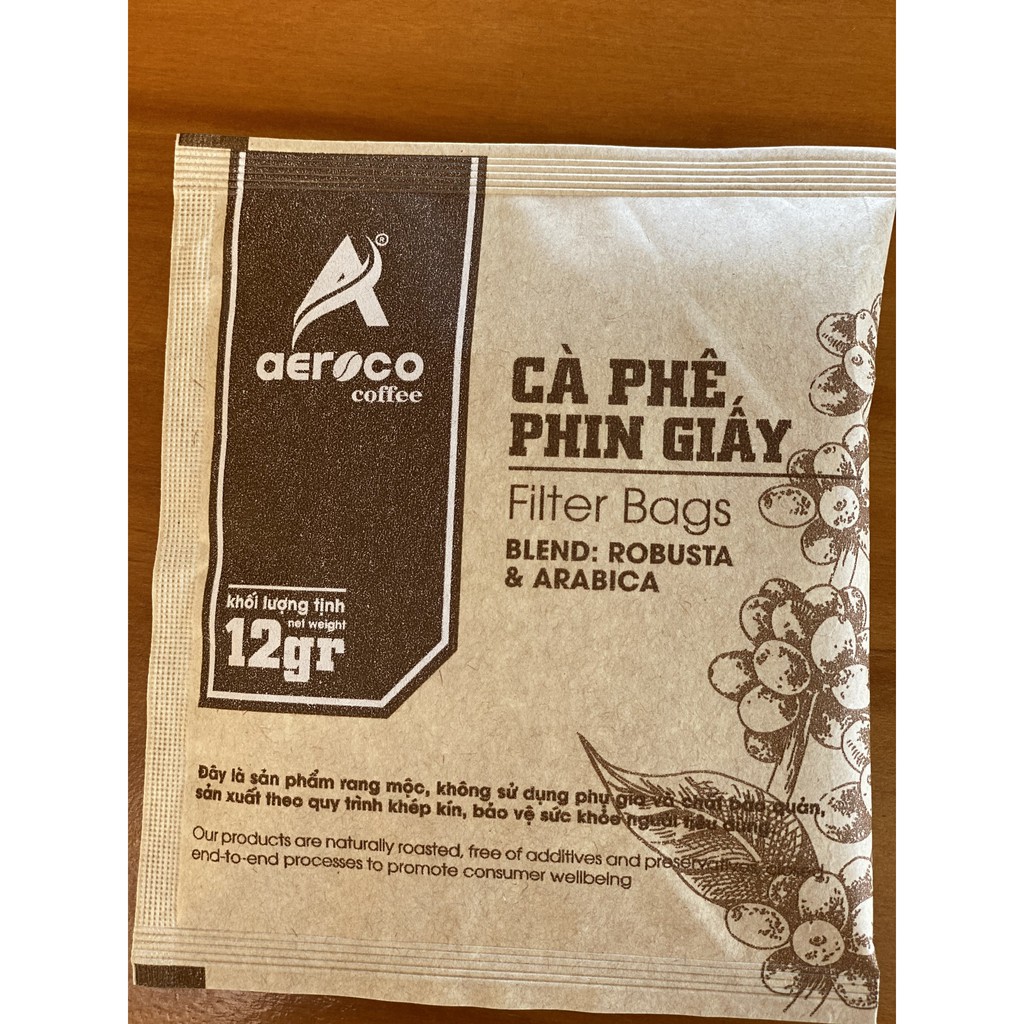 ®
aeroco
coffee
CÀ PHÊ
PHIN GIẤY
Filter Bags
BLEND: ROBUSTA
& ARABICA
khối lượng tịnh
net weight
12gr
Đây là sản phẩm rang mộc, không sử dụng phụ gia và chất bảo quản,
sản xuất theo quy trình khép kín, bảo vệ sức khỏe người tiêu dùng
Our products are naturally roasted, free of additives and preservatives
end-to-end processes to promote consumer wellbeing